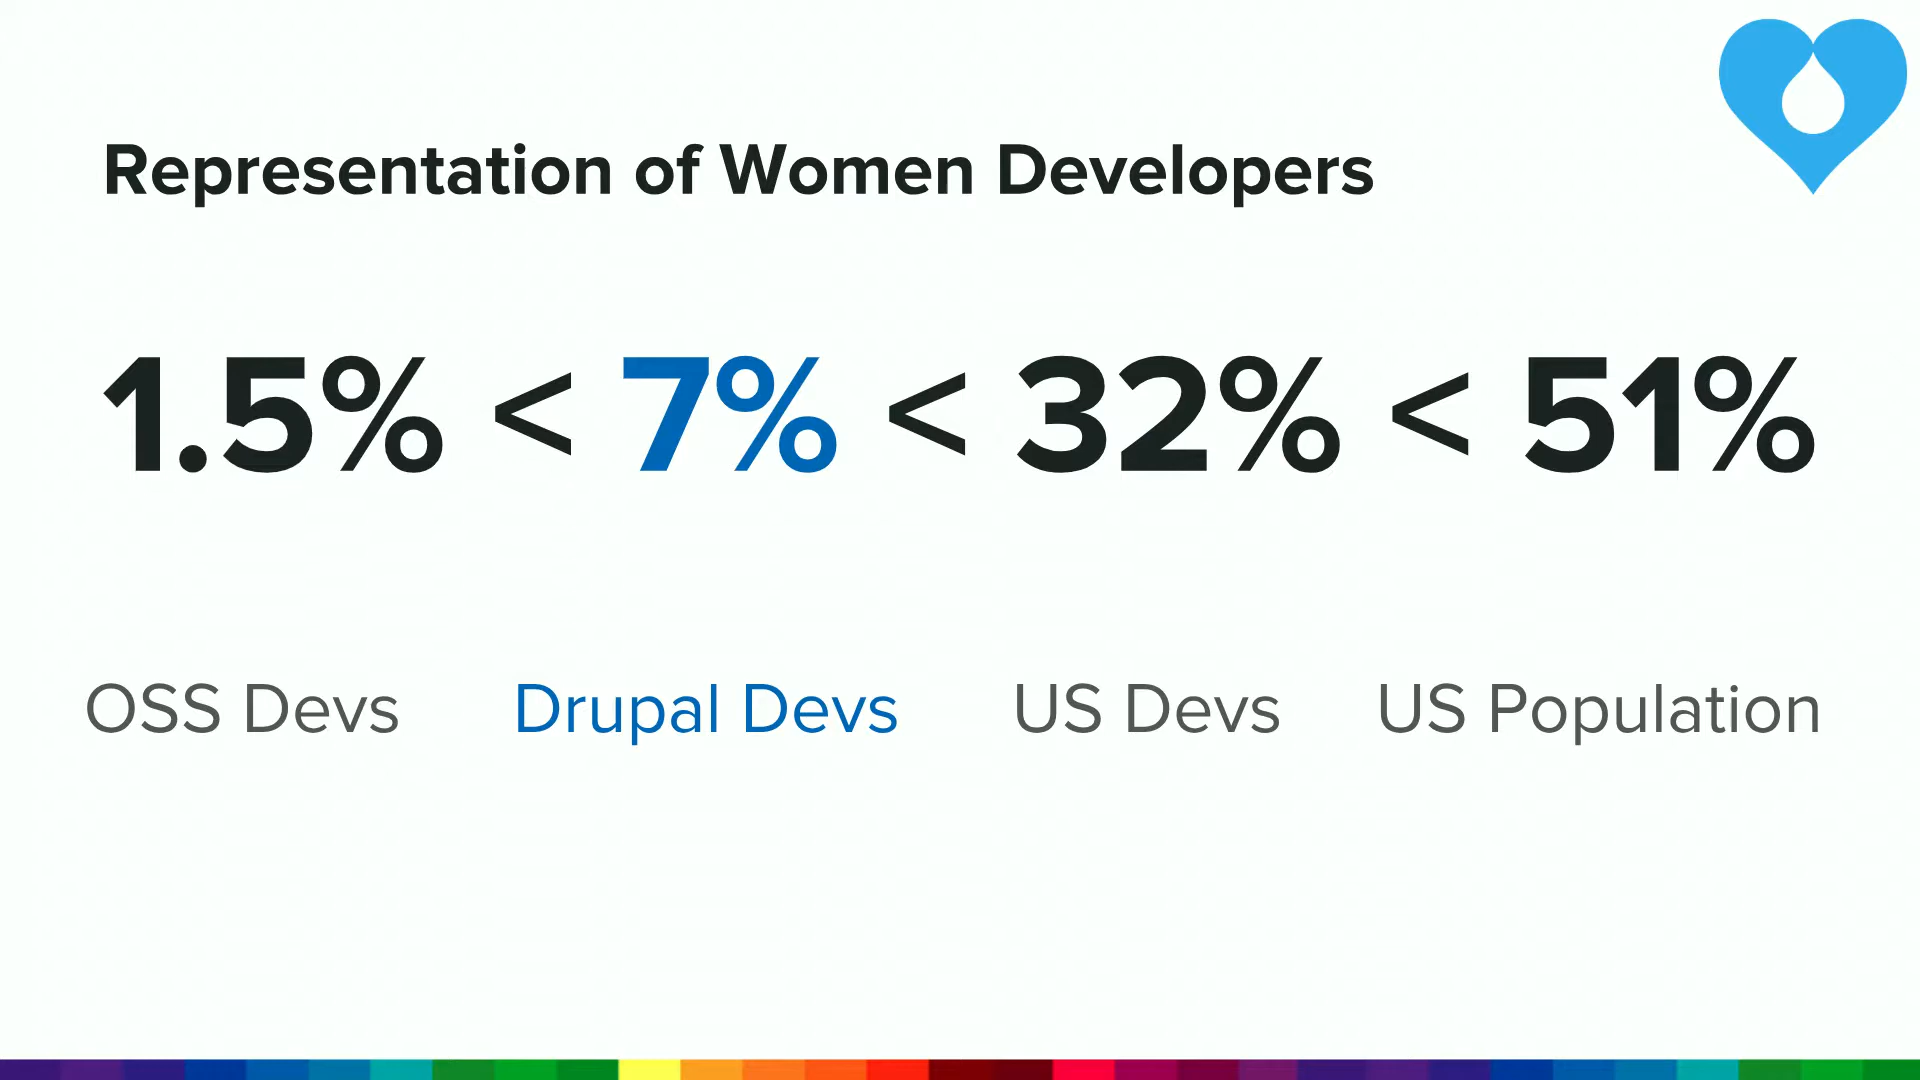 Representation of Women Developers
1.5% < 7% < 32% < 51%
OSS Devs Drupal Devs US Devs US Population